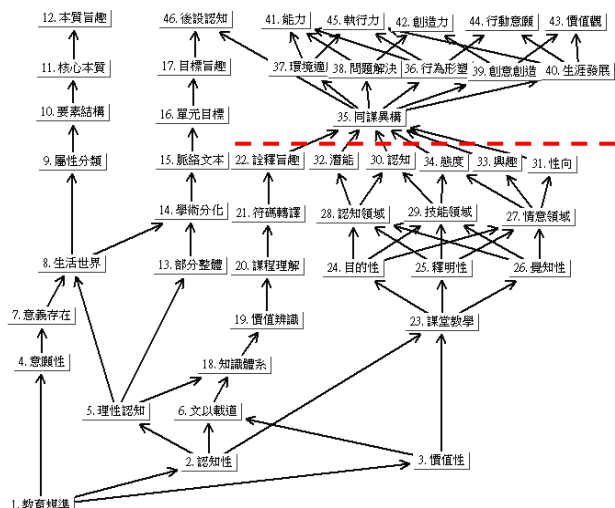 12. 本質旨趣
46. 後設認知
41. 能力
45. 執行力
42. 創造力
44. 行動意願
43. 價值觀
11. 核心本質
17. 目標旨趣
37. 環境適
38. 問題解決
36. 行為形塑
39. 創意創造
40. 生涯發展
10. 要素結構
16. 單元目標
35. 同謀異構
9. 屬性分類
15. 脈絡文本
22. 詮釋旨趣
32. 潛能
30. 認知
34. 態度
33. 興趣
31. 性向
14. 學術分化
21. 符碼轉譯
28. 認知領域
29. 技能領域
27. 情意領域
8. 生活世界
13. 部分整體
20. 課程理解
24. 目的性
25. 釋明性
26. 覺知性
7. 意義存在
19. 價值辨識
23. 課堂教學
4. 意願性
18. 知識體系
5. 理性認知
6. 文以載道
2. 認知性
3. 價值性
1. 教育規準